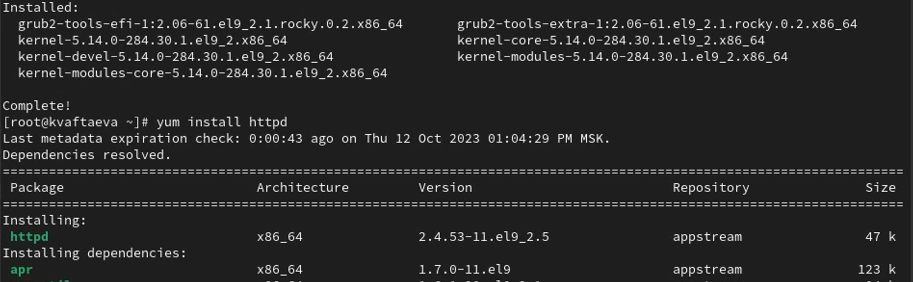 Installed:
  grub2-tools-efi-1:2.06-61.el9_2.1.rocky.0.2.x86_64        grub2-tools-extra-1:2.06-61.el9_2.1.rocky.0.2.x86_64
  kernel-5.14.0-284.30.1.el9_2.x86_64                       kernel-core-5.14.0-284.30.1.el9_2.x86_64
  kernel-devel-5.14.0-284.30.1.el9_2.x86_64                 kernel-modules-5.14.0-284.30.1.el9_2.x86_64
  kernel-modules-core-5.14.0-284.30.1.el9_2.x86_64

Complete!
[root@kvaftaeva ~]# yum install httpd
Last metadata expiration check: 0:00:43 ago on Thu 12 Oct 2023 01:04:29 PM MSK.
Dependencies resolved.
================================================================================
 Package                Architecture         Version                 Repository                Size
================================================================================
Installing:
 httpd                  x86_64               2.4.53-11.el9_2.5       appstream                 47 k
Installing dependencies:
 apr                    x86_64               1.7.0-11.el9            appstream                123 k